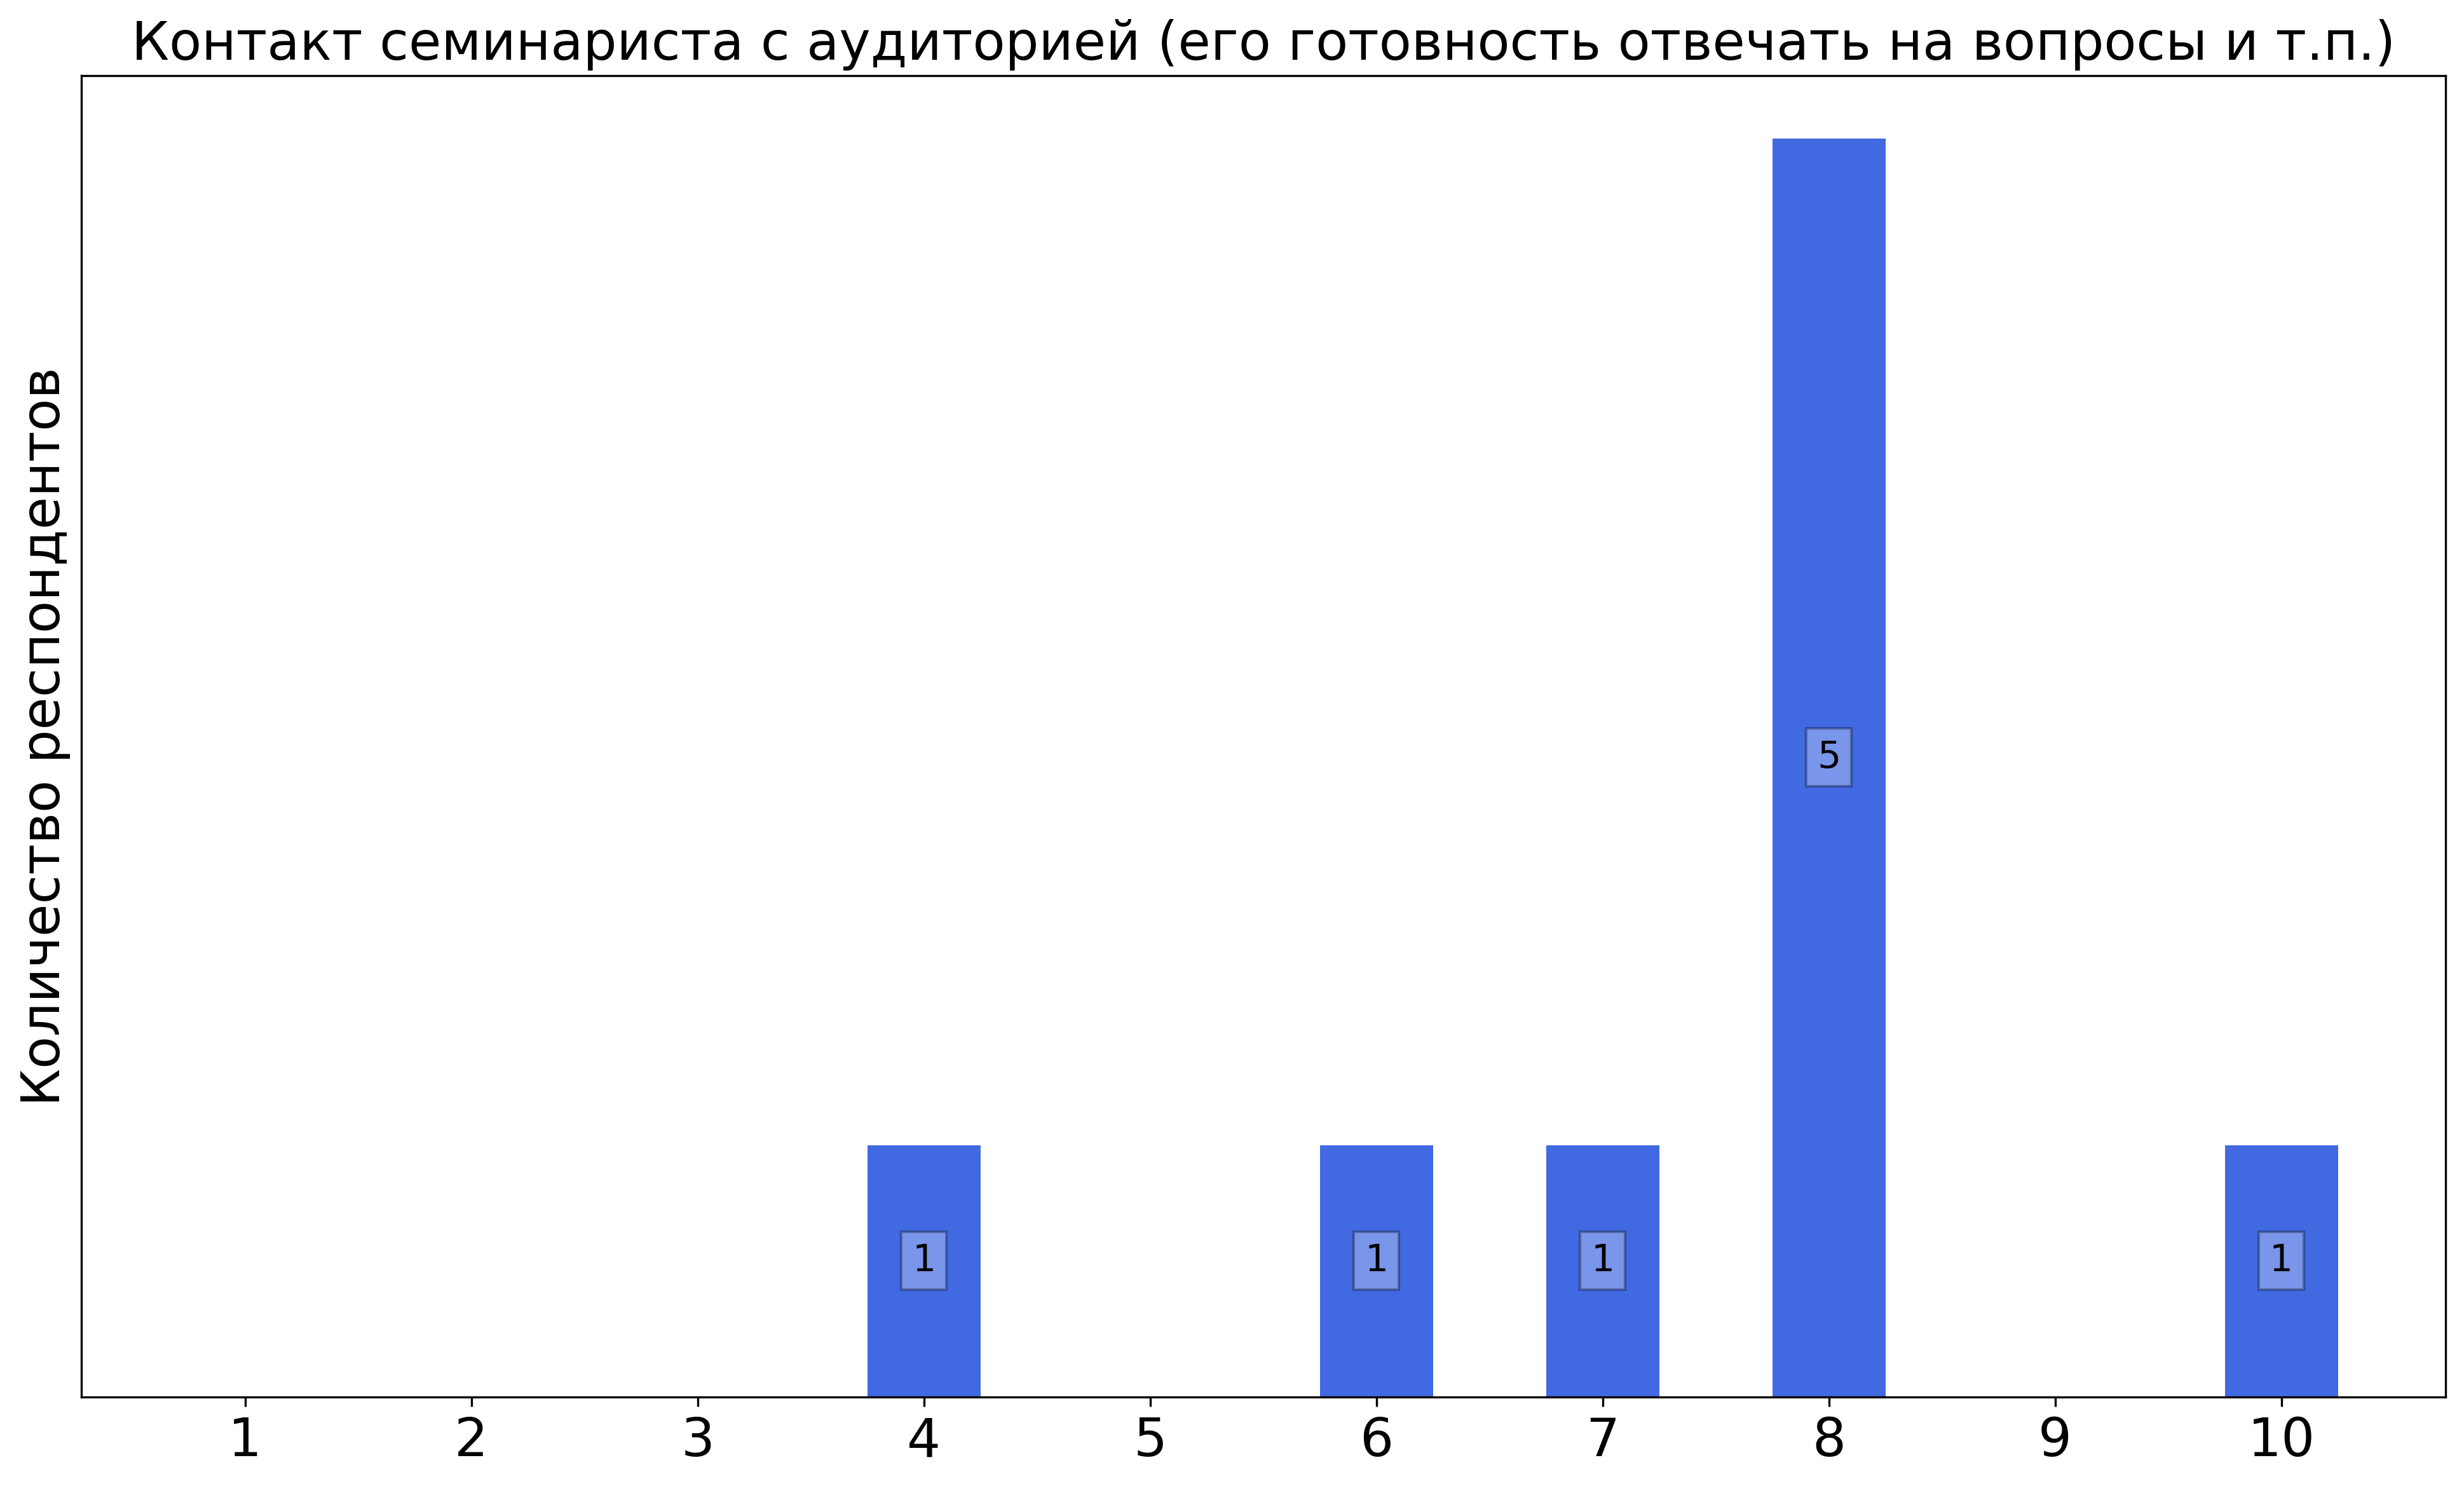 Контакт семинариста с аудиторией (его готовность отвечать на вопросы и т.п.)
Количество респондентов
5
1 1 1 1
1 2 3 4 5 6 7 8 9 10